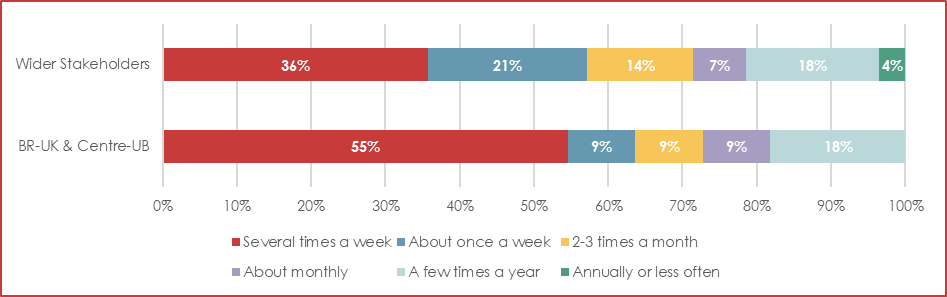 Wider Stakeholders
36% 21% 14% 7% 18% 4%
BR-UK & Centre-UB
55% 9% 9% 9% 18%
0% 10% 20% 30% 40% 50% 60% 70% 80% 90% 100%
Several times a week About once a week 2-3 times a month
About monthly A few times a year Annually or less often